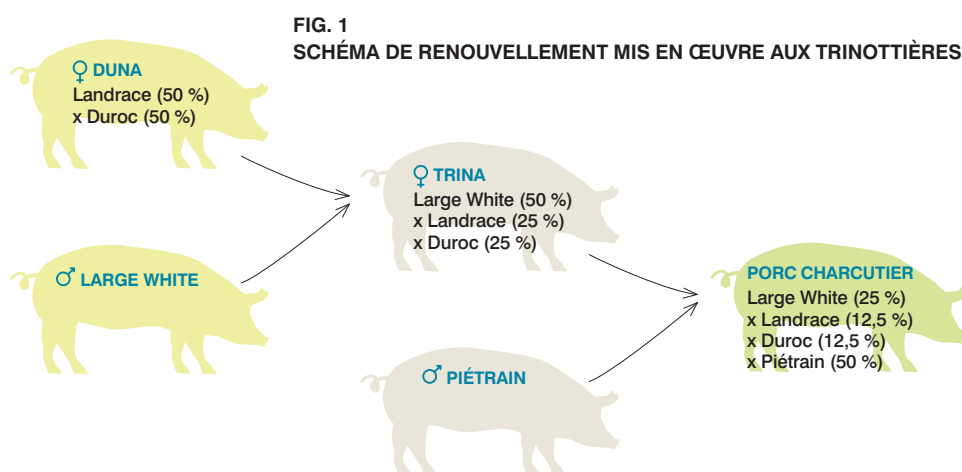 FIG. 1
SCHÉMA DE RENOUVELLEMENT MIS EN ŒUVRE AUX TRINOTTIÈRES
♀ DUNA
Landrace (50 %)
x Duroc (50 %)
♂ LARGE WHITE
♀ TRINA
Large White (50 %)
x Landrace (25 %)
x Duroc (25 %)
♂ PIÉTRAIN
PORC CHARCUTIER
Large White (25 %)
x Landrace (12,5 %)
x Duroc (12,5 %)
x Piétrain (50 %)